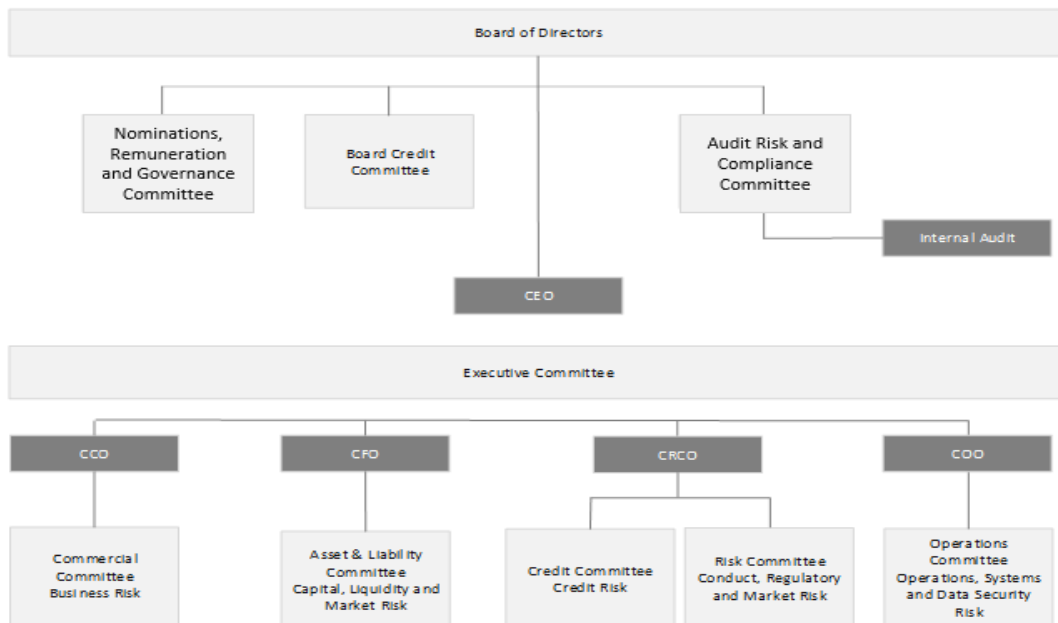 Board of Directors
Nominations,
Remuneration
and Governance
Committee
Board Credit
Committee
Audit Risk and
Compliance
Committee
Internal Audit
CEO
Executive Committee
CCO
CFO
CRCO
COO
Commercial
Committee
Business Risk
Asset & Liability
Committee
Capital, Liquidity and
Market Risk
Credit Committee
Credit Risk
Risk Committee
Conduct, Regulatory
and Market Risk
Operations
Committee
Operations, Systems
and Data Security
Risk